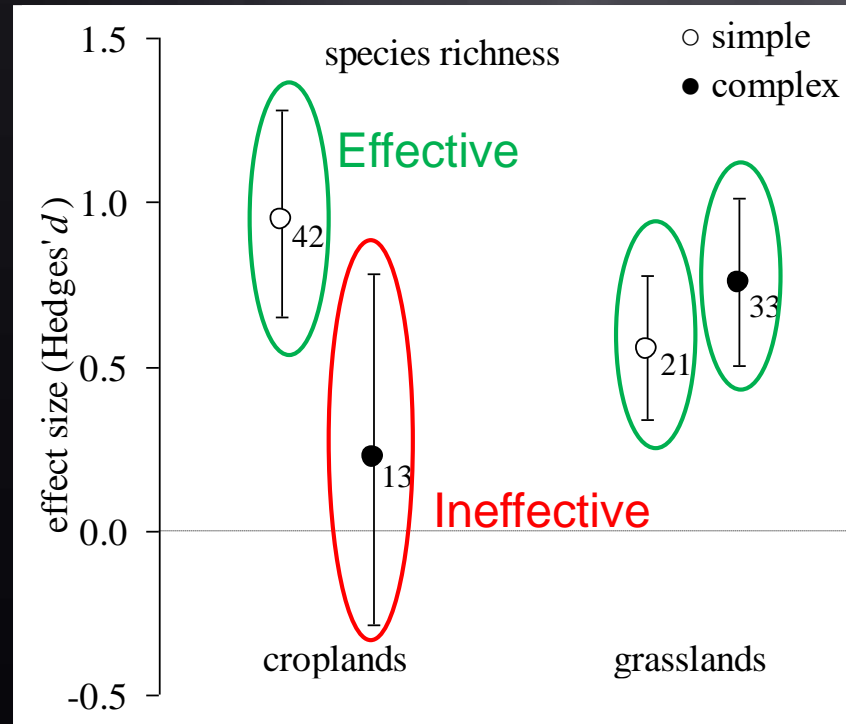 species richness
simple
complex
effect size (Hedges' d)
1.5
1.0
0.5
0.0
-0.5
Effective
42
13
Ineffective
21
33
croplands
grasslands